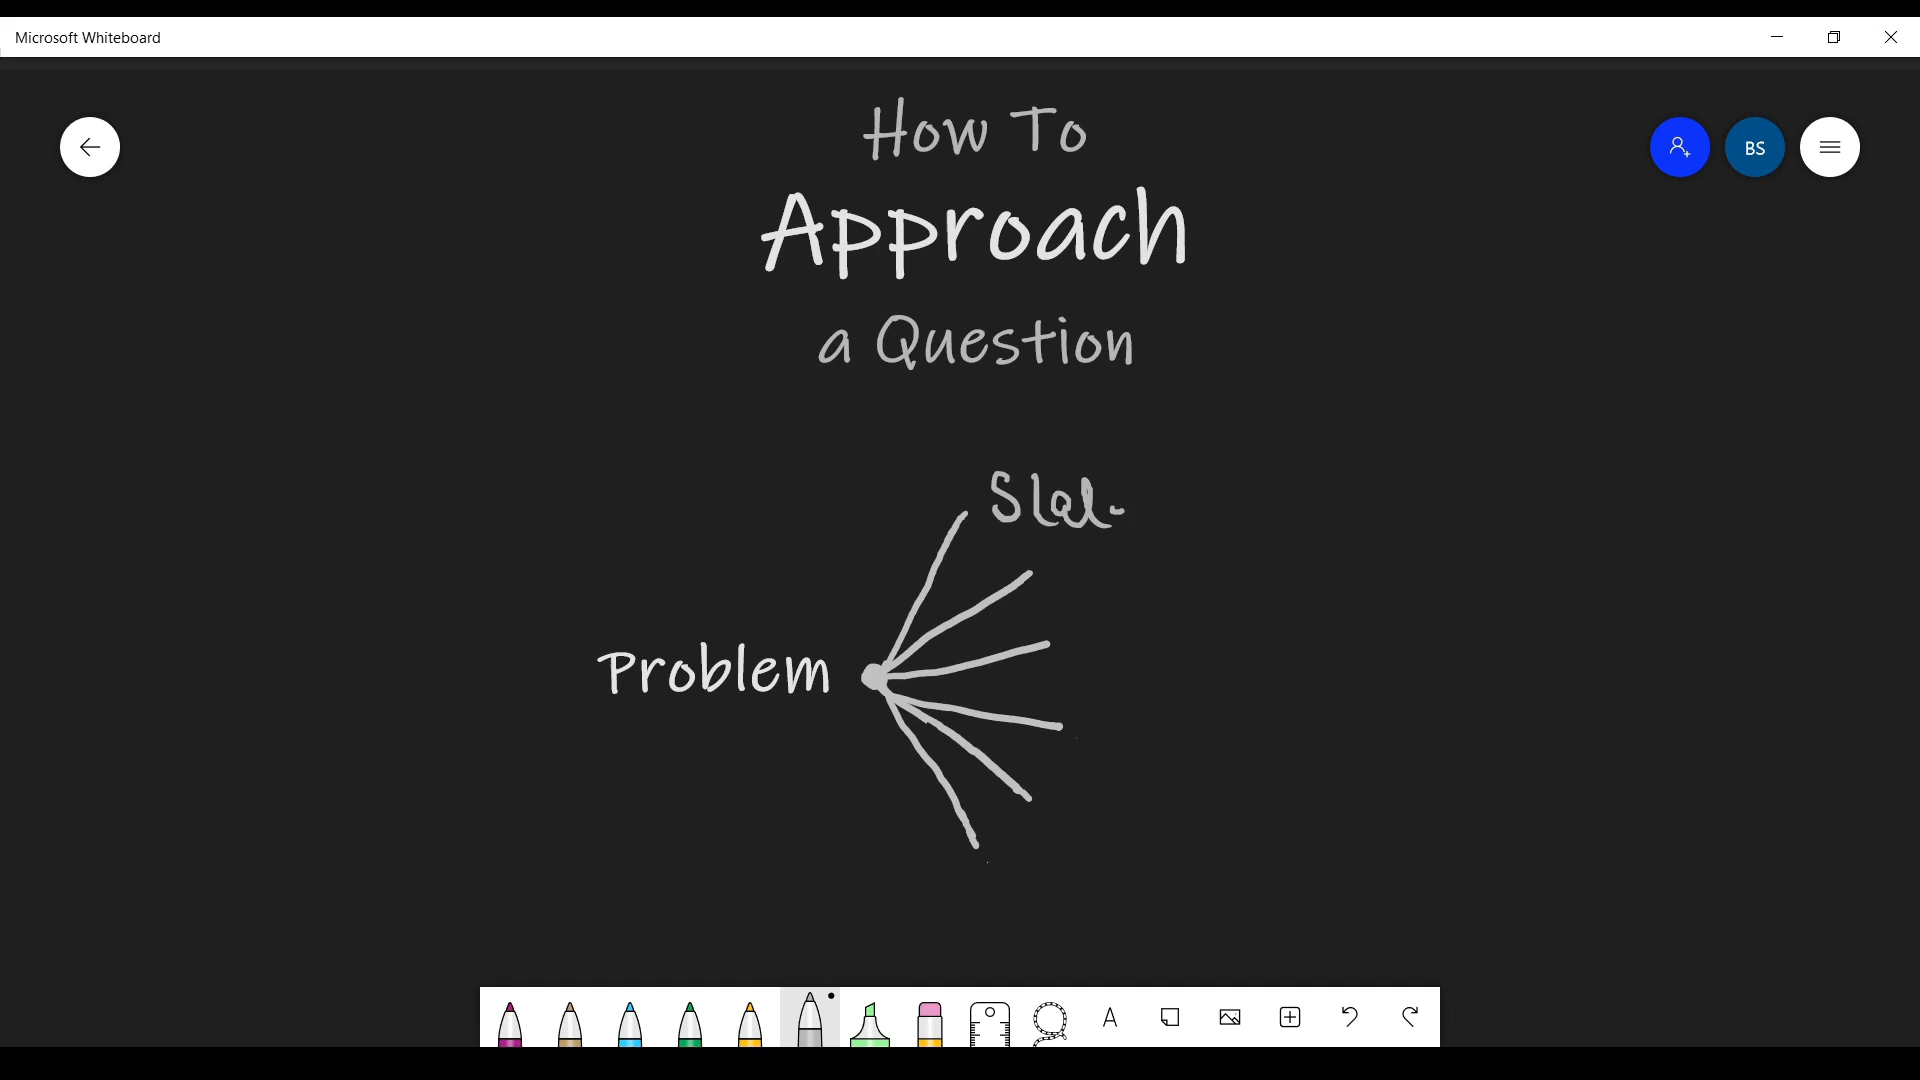 Microsoft Whiteboard
How To
BS
Approach
a Question
Problem